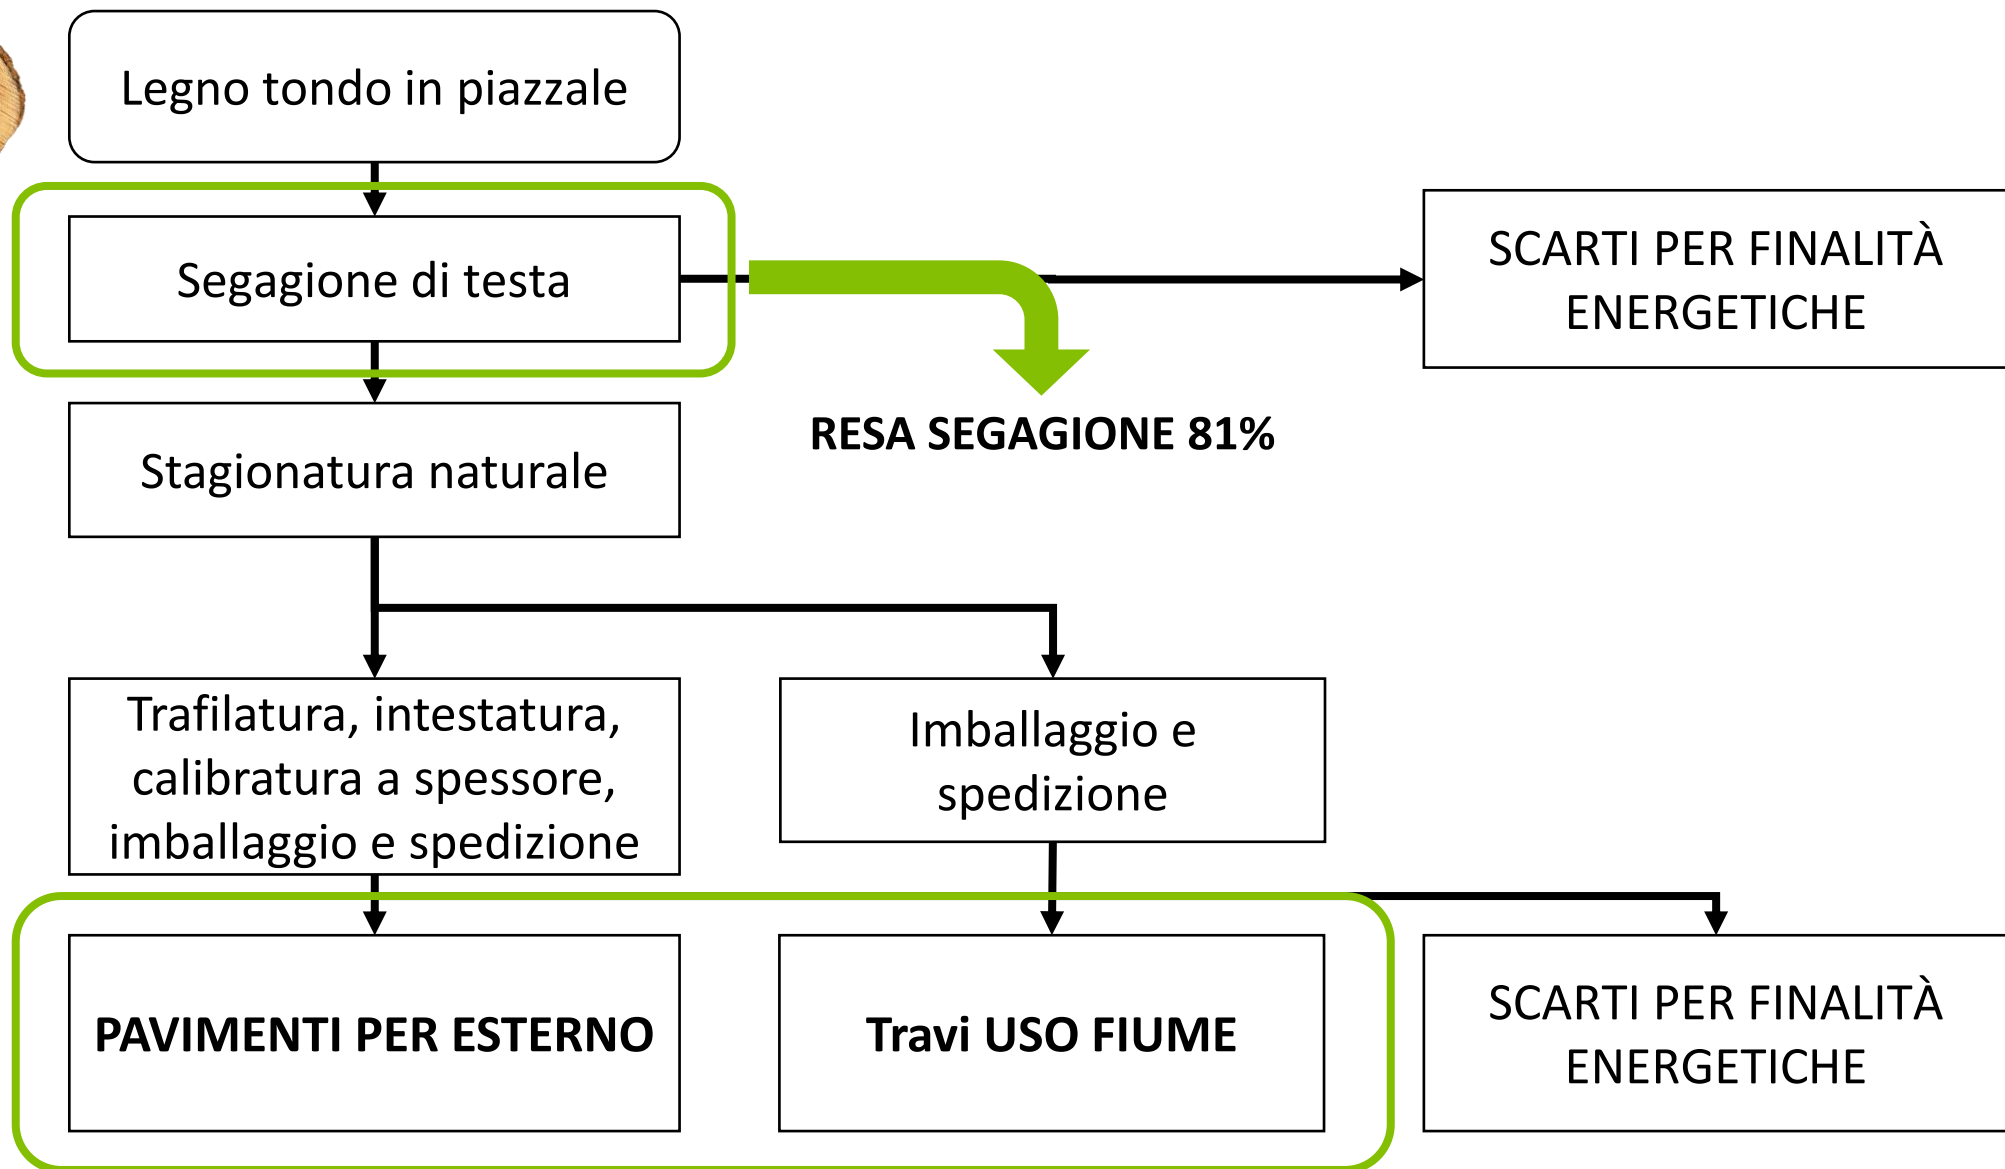 Legno tondo in piazzale
Segagione di testa
SCARTI PER FINALITÀ
ENERGETICHE
RESA SEGAGIONE 81%
Stagionatura naturale
Trafilatura, intestatura,
calibratura a spessore,
imballaggio e spedizione
Imballaggio e
spedizione
PAVIMENTI PER ESTERNO
Travi USO FIUME
SCARTI PER FINALITÀ
ENERGETICHE